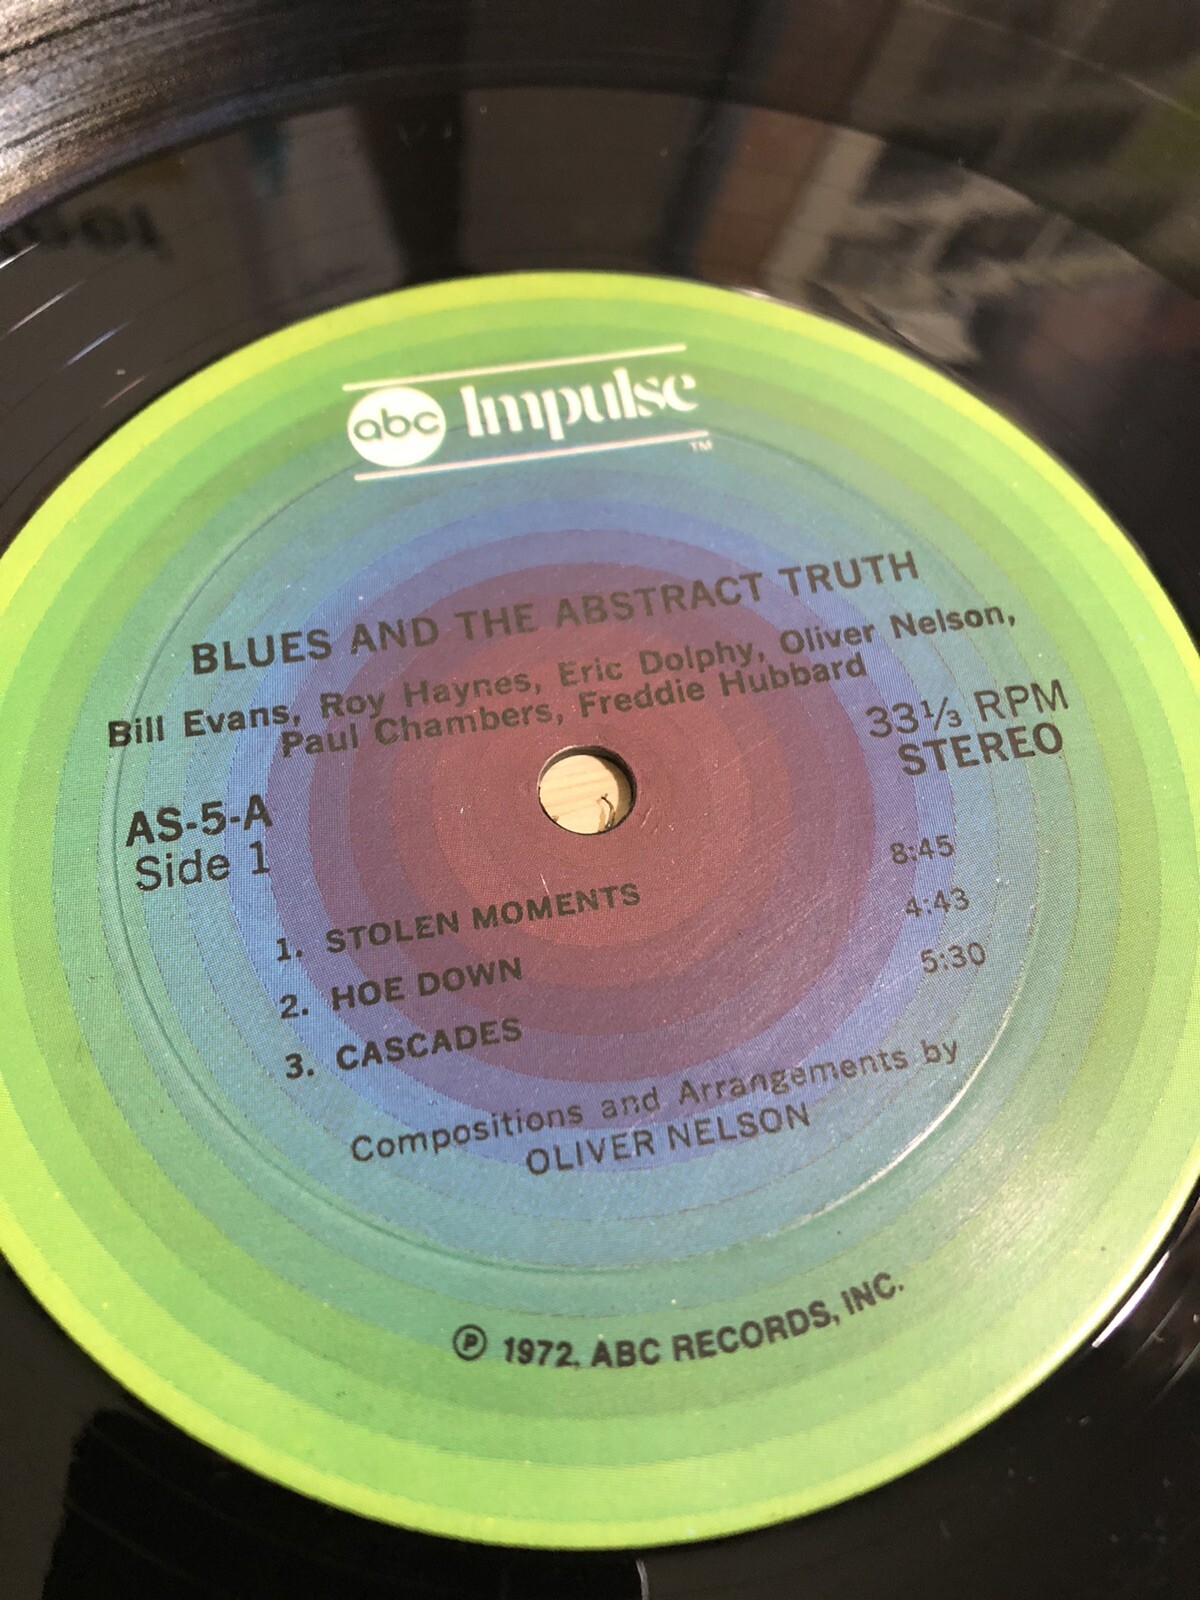 abc Impulse
TM
BLUES AND THE ABSTRACT TRUTH
Bill Evans, Roy Haynes, Eric Dolphy, Oliver Nelson,
Paul Chambers, Freddie Hubbard
33⅓ RPM
STEREO
AS-5-A
Side 1
1. STOLEN MOMENTS 8:45
2. HOE DOWN 4:43
3. CASCADES 5:30
Compositions and Arrangements by
OLIVER NELSON
℗ 1972, ABC RECORDS, INC.